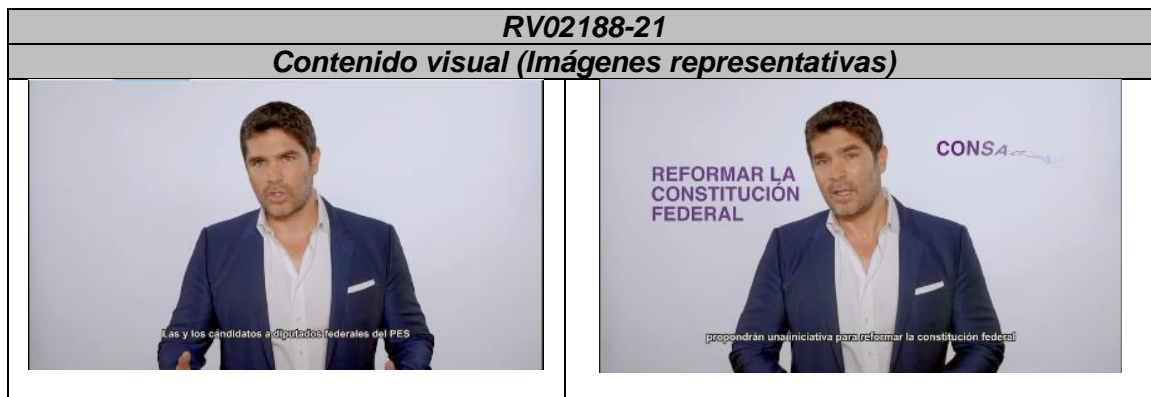 RV02188-21
Contenido visual (Imágenes representativas)
Las y los candidatos a diputados federales del PES
REFORMAR LA
CONSTITUCIÓN
FEDERAL
CONSA
propondrán una iniciativa para reformar la constitución federal